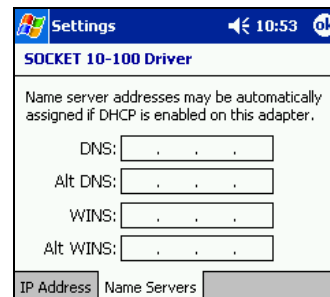 Settings 10:53 ok
SOCKET 10-100 Driver
Name server addresses may be automatically
assigned if DHCP is enabled on this adapter.
DNS: . . .
Alt DNS: . . .
WINS: . . .
Alt WINS: . . .
IP Address Name Servers